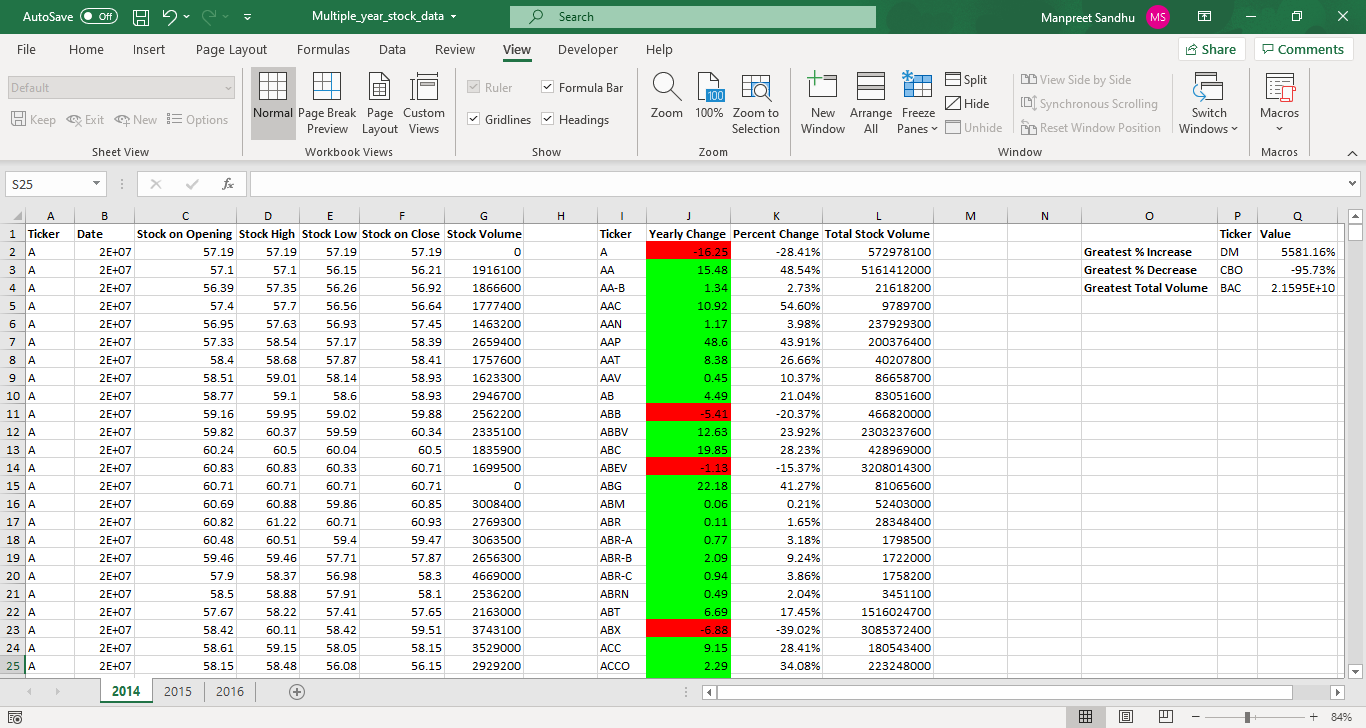 AutoSave Off Multiple_year_stock_data Search Manpreet Sandhu MS
File Home Insert Page Layout Formulas Data Review View Developer Help Share Comments
Default
Keep Exit New Options
Sheet View
Normal Page Break Preview Page Layout Custom Views
Workbook Views
Ruler Formula Bar
Gridlines Headings
Show
Zoom 100 100% Zoom to Selection
Zoom
New Window Arrange All Freeze Panes Split Hide Unhide
View Side by Side
Synchronous Scrolling
Reset Window Position
Switch Windows
Window
Macros
Macros
S25 fx
A B C D E F G H I J K L M N O P Q
1 Ticker Date Stock on Opening Stock High Stock Low Stock on Close Stock Volume Ticker Yearly Change Percent Change Total Stock Volume Ticker Value
2 A 2E+07 57.19 57.19 57.19 57.19 0 A -16.25 -28.41% 572978100 Greatest % Increase DM 5581.16%
3 A 2E+07 57.1 57.1 56.15 56.21 1916100 AA 15.48 48.54% 5161412000 Greatest % Decrease CBO -95.73%
4 A 2E+07 56.39 57.35 56.26 56.92 1866600 AA-B 1.34 2.73% 21618200 Greatest Total Volume BAC 2.1595E+10
5 A 2E+07 57.4 57.7 56.56 56.64 1777400 AAC 10.92 54.60% 9789700
6 A 2E+07 56.95 57.63 56.93 57.45 1463200 AAN 1.17 3.98% 237929300
7 A 2E+07 57.33 58.54 57.17 58.39 2659400 AAP 48.6 43.91% 200376400
8 A 2E+07 58.4 58.68 57.87 58.41 1757600 AAT 8.38 26.66% 40207800
9 A 2E+07 58.51 59.01 58.14 58.93 1623300 AAV 0.45 10.37% 86658700
10 A 2E+07 58.77 59.1 58.6 58.93 2946700 AB 4.49 21.04% 83051600
11 A 2E+07 59.16 59.95 59.02 59.88 2562200 ABB -5.41 -20.37% 466820000
12 A 2E+07 59.82 60.37 59.59 60.34 2335100 ABBV 12.63 23.92% 2303237600
13 A 2E+07 60.24 60.5 60.04 60.5 1835900 ABC 19.85 28.23% 428969000
14 A 2E+07 60.83 60.83 60.33 60.71 1699500 ABEV -1.13 -15.37% 3208014300
15 A 2E+07 60.71 60.71 60.71 60.71 0 ABG 22.18 41.27% 81065600
16 A 2E+07 60.69 60.88 59.86 60.85 3008400 ABM 0.06 0.21% 52403000
17 A 2E+07 60.82 61.22 60.71 60.93 2769300 ABR 0.11 1.65% 28348400
18 A 2E+07 60.48 60.51 59.4 59.47 3063500 ABR-A 0.77 3.18% 1798500
19 A 2E+07 59.46 59.46 57.71 57.87 2656300 ABR-B 2.09 9.24% 1722000
20 A 2E+07 57.9 58.37 56.98 58.3 4669000 ABR-C 0.94 3.86% 1758200
21 A 2E+07 58.5 58.88 57.91 58.1 2536200 ABRN 0.49 2.04% 3451100
22 A 2E+07 57.67 58.22 57.41 57.65 2163000 ABT 6.69 17.45% 1516024700
23 A 2E+07 58.42 60.11 58.42 59.51 3743100 ABX -6.88 -39.02% 3085372400
24 A 2E+07 58.61 59.15 58.05 58.15 3529000 ACC 9.15 28.41% 180543400
25 A 2E+07 58.15 58.48 56.08 56.15 2929200 ACCO 2.29 34.08% 223248000
2014 2015 2016
84%